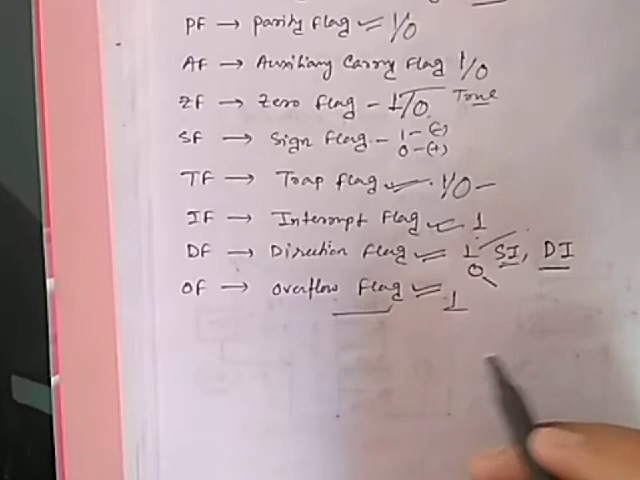 PF → Parity flag = 1/0
AF → Auxiliary Carry Flag 1/0
ZF → Zero flag - 1/0 True
SF → Sign flag - 1 - (-)
0 - (+)
TF → Trap flag 1/0 -
IF → Interrupt Flag 1
DF → Direction flag = 1 SI, DI
0
OF → overflow flag = 1